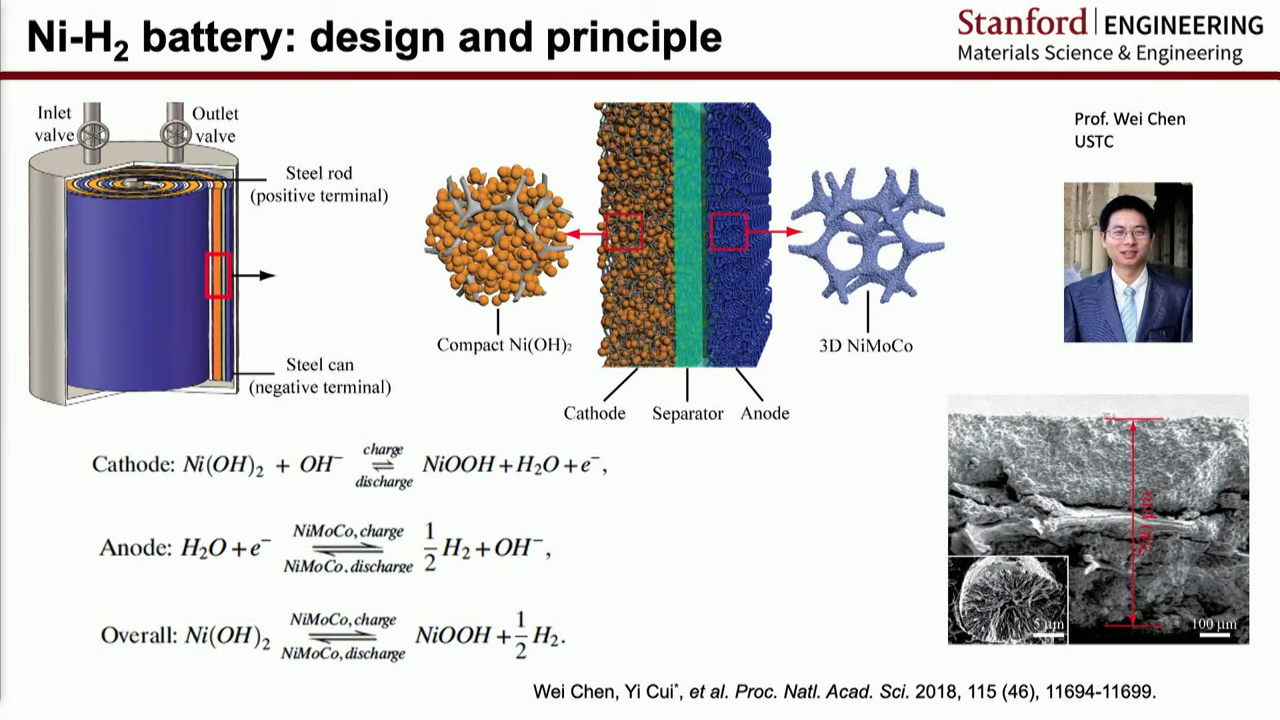 Ni-H₂ battery: design and principle
Stanford | ENGINEERING
Materials Science & Engineering
Inlet
valve
Outlet
valve
Steel rod
(positive terminal)
Steel can
(negative terminal)
Compact Ni(OH)₂
3D NiMoCo
Cathode Separator Anode
Prof. Wei Chen
USTC
Cathode: Ni(OH)₂ + OH⁻ charge ⇌ discharge NiOOH + H₂O + e⁻,
Anode: H₂O + e⁻ NiMoCo, charge ⇌ NiMoCo, discharge 1/2 H₂ + OH⁻,
Overall: Ni(OH)₂ NiMoCo, charge ⇌ NiMoCo, discharge NiOOH + 1/2 H₂.
5 μm
100 μm
Wei Chen, Yi Cui*, et al. Proc. Natl. Acad. Sci. 2018, 115 (46), 11694-11699.